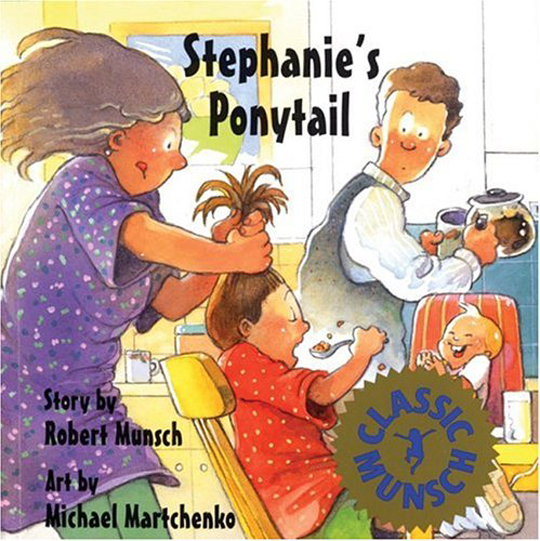 Stephanie's
Ponytail
Story by
Robert Munsch
Art by
Michael Martchenko
CLASSIC
MUNSCH